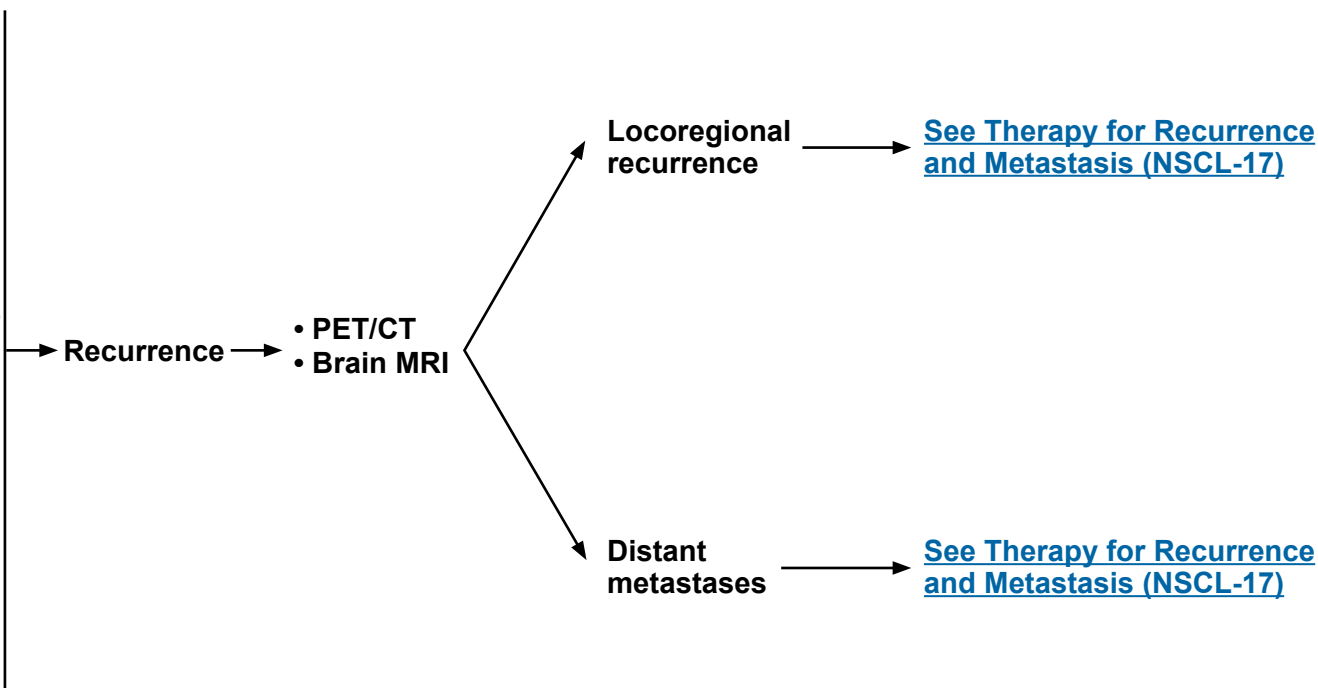 Locoregional
recurrence
See Therapy for Recurrence
and Metastasis (NSCL-17)
Recurrence
• PET/CT
• Brain MRI
Distant
metastases
See Therapy for Recurrence
and Metastasis (NSCL-17)